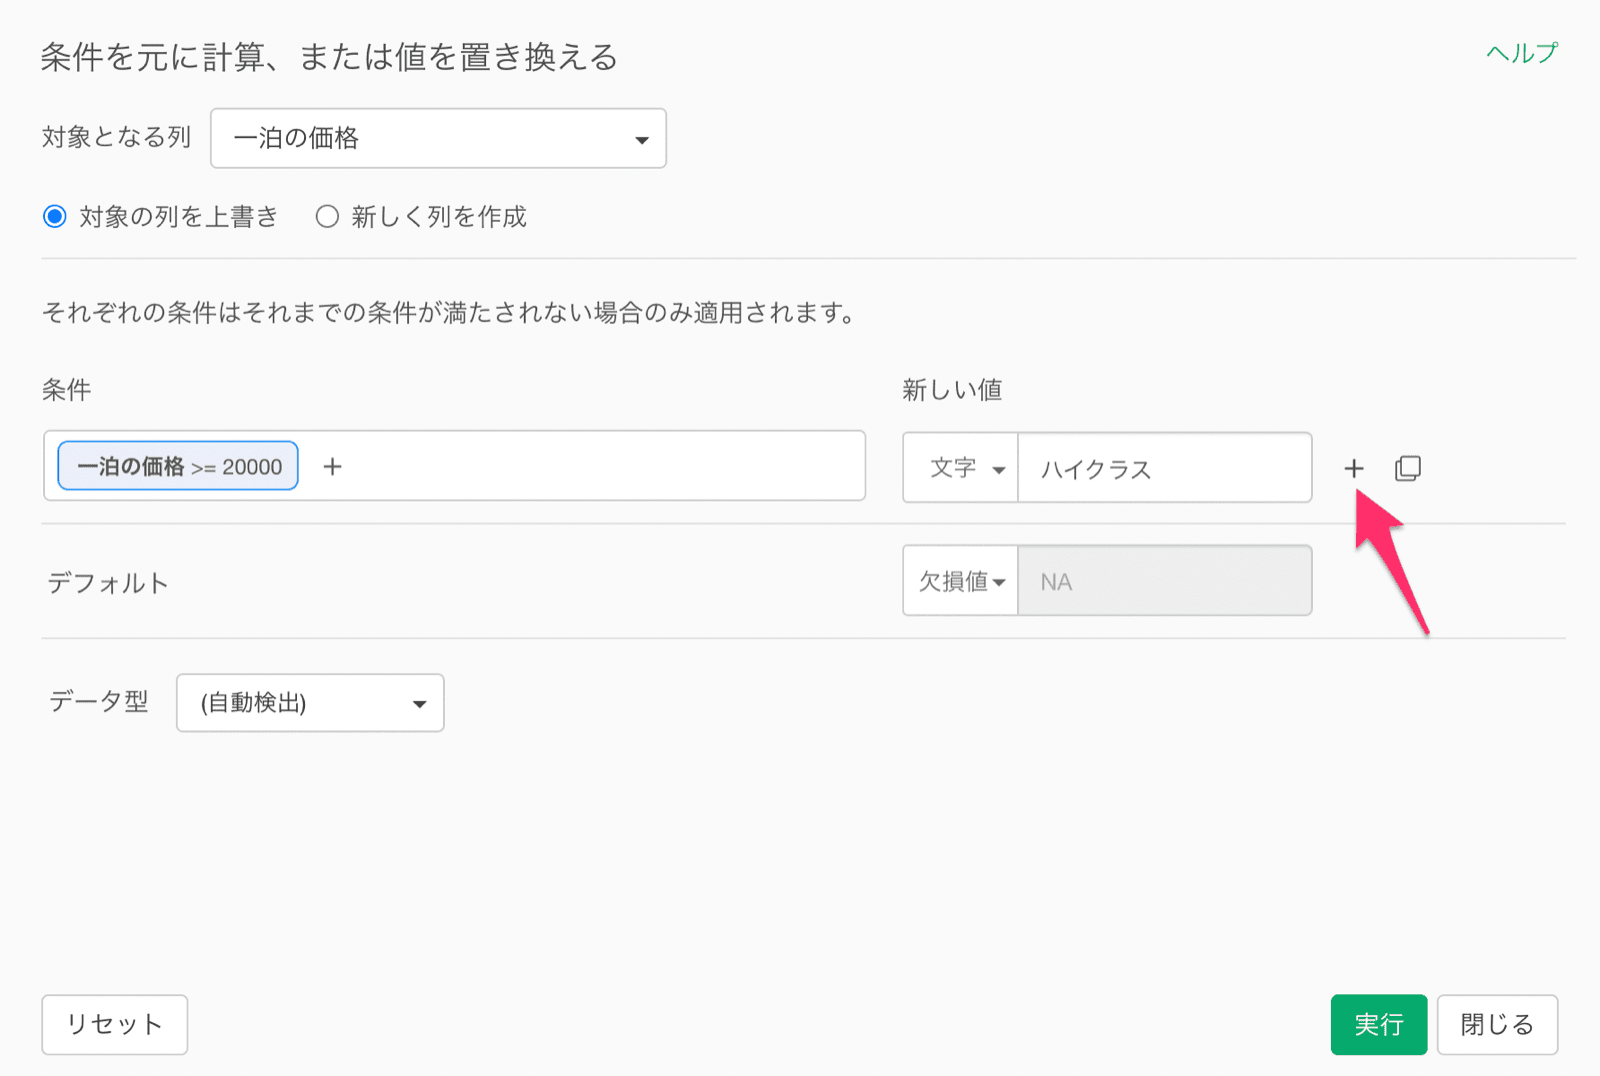 条件を元に計算、または値を置き換える
ヘルプ
対象となる列 一泊の価格
対象の列を上書き 新しく列を作成
それぞれの条件はそれまでの条件が満たされない場合のみ適用されます。
条件 新しい値
一泊の価格 >= 20000 + 文字 ハイクラス +
デフォルト 欠損値 NA
データ型 (自動検出)
リセット 実行 閉じる